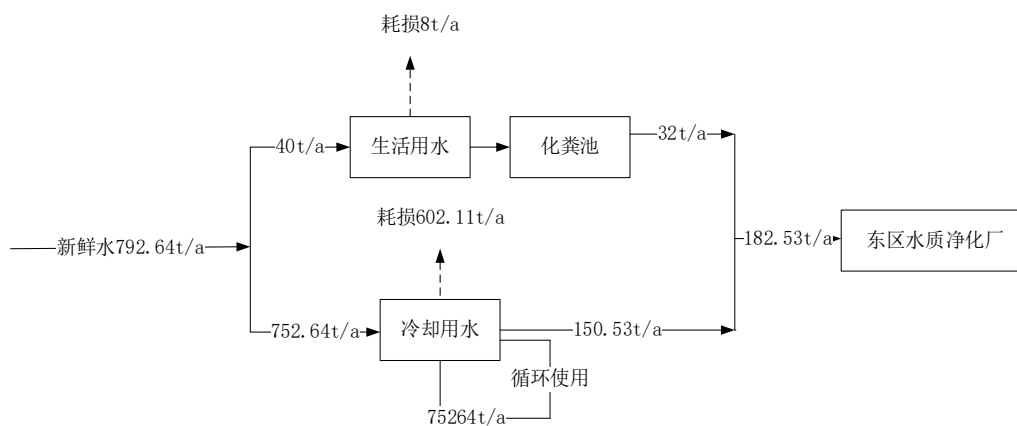 耗损8t/a
40t/a
生活用水
化粪池
32t/a
耗损602.11t/a
新鲜水792.64t/a
182.53t/a
东区水质净化厂
752.64t/a
冷却用水
150.53t/a
循环使用
75264t/a